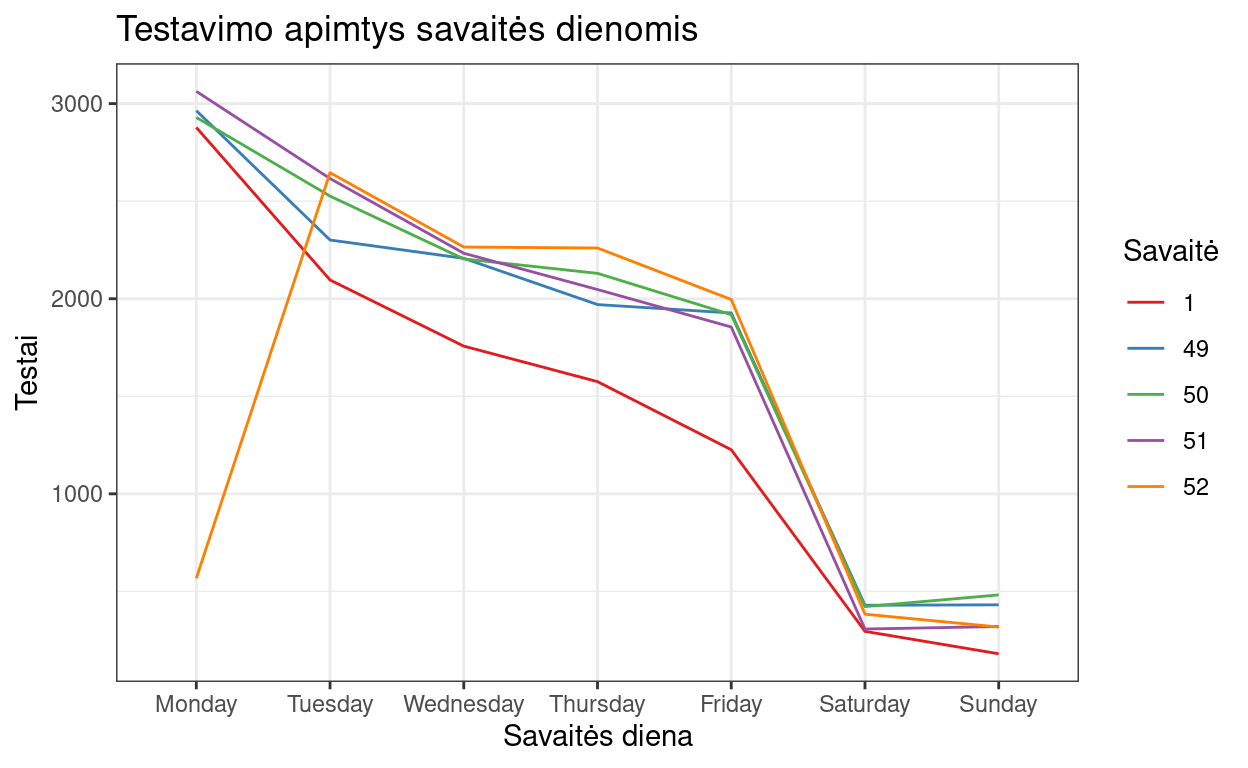 Testavimo apimtys savaitės dienomis
Testai
3000
2000
1000
Monday Tuesday Wednesday Thursday Friday Saturday Sunday
Savaitės diena
Savaitė
1
49
50
51
52